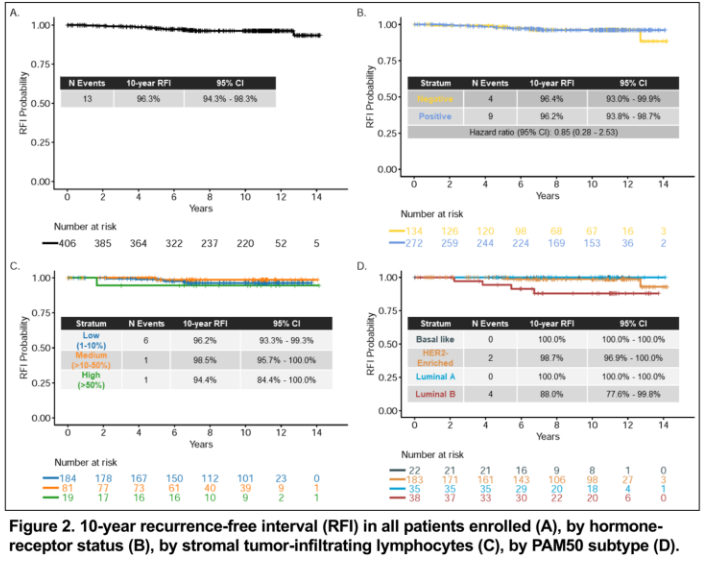 A.
1.00
0.75
0.50
0.25
0.00
RFI Probability
N Events 10-year RFI 95% CI
13 96.3% 94.3% - 98.3%
0 2 4 6 8 10 12 14
Years
Number at risk
406 385 364 322 237 220 52 5
B.
1.00
0.75
0.50
0.25
0.00
RFI Probability
Stratum N Events 10-year RFI 95% CI
Negative 4 96.4% 93.0% - 99.9%
Positive 9 96.2% 93.8% - 98.7%
Hazard ratio (95% CI): 0.85 (0.28 - 2.53)
0 2 4 6 8 10 12 14
Years
Number at risk
134 126 120 98 68 67 16 3
272 259 244 224 169 153 36 2
C.
1.00
0.75
0.50
0.25
0.00
RFI Probability
Stratum N Events 10-year RFI 95% CI
Low
(1-10%) 6 96.2% 93.3% - 99.3%
Medium
(>10-50%) 1 98.5% 95.7% - 100.0%
High
(>50%) 1 94.4% 84.4% - 100.0%
0 2 4 6 8 10 12 14
Years
Number at risk
184 178 167 150 112 101 23 0
81 77 73 61 40 39 9 1
19 17 16 16 10 9 2 1
D.
1.00
0.75
0.50
0.25
0.00
RFI Probability
Stratum N Events 10-year RFI 95% CI
Basal like 0 100.0% 100.0% - 100.0%
HER2-
Enriched 2 98.7% 96.9% - 100.0%
Luminal A 0 100.0% 100.0% - 100.0%
Luminal B 4 88.0% 77.6% - 99.8%
0 2 4 6 8 10 12 14
Years
Number at risk
22 21 21 16 9 8 1 0
183 171 161 143 106 98 27 3
35 35 35 29 20 18 4 1
38 37 33 30 22 20 6 0
Figure 2. 10-year recurrence-free interval (RFI) in all patients enrolled (A), by hormone-
receptor status (B), by stromal tumor-infiltrating lymphocytes (C), by PAM50 subtype (D).